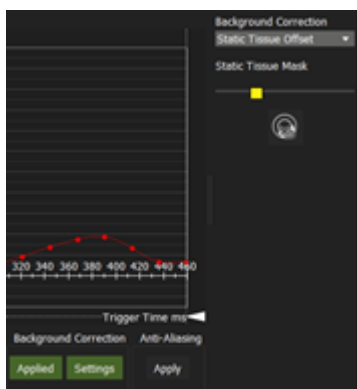 Background Correction
Static Tissue Offset
Static Tissue Mask
320 340 360 380 400 420 440 460
Trigger Time ms
Background Correction Anti-Aliasing
Applied Settings Apply